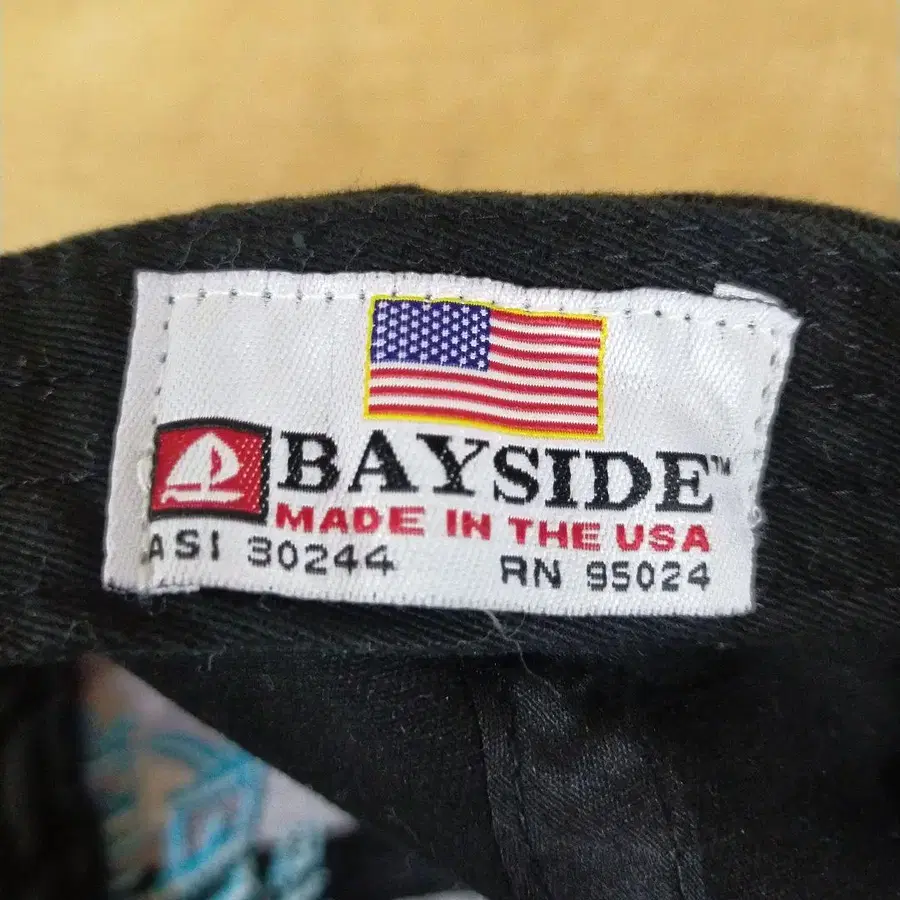 BAYSIDE™
MADE IN THE USA
ASI 30244 RN 95024